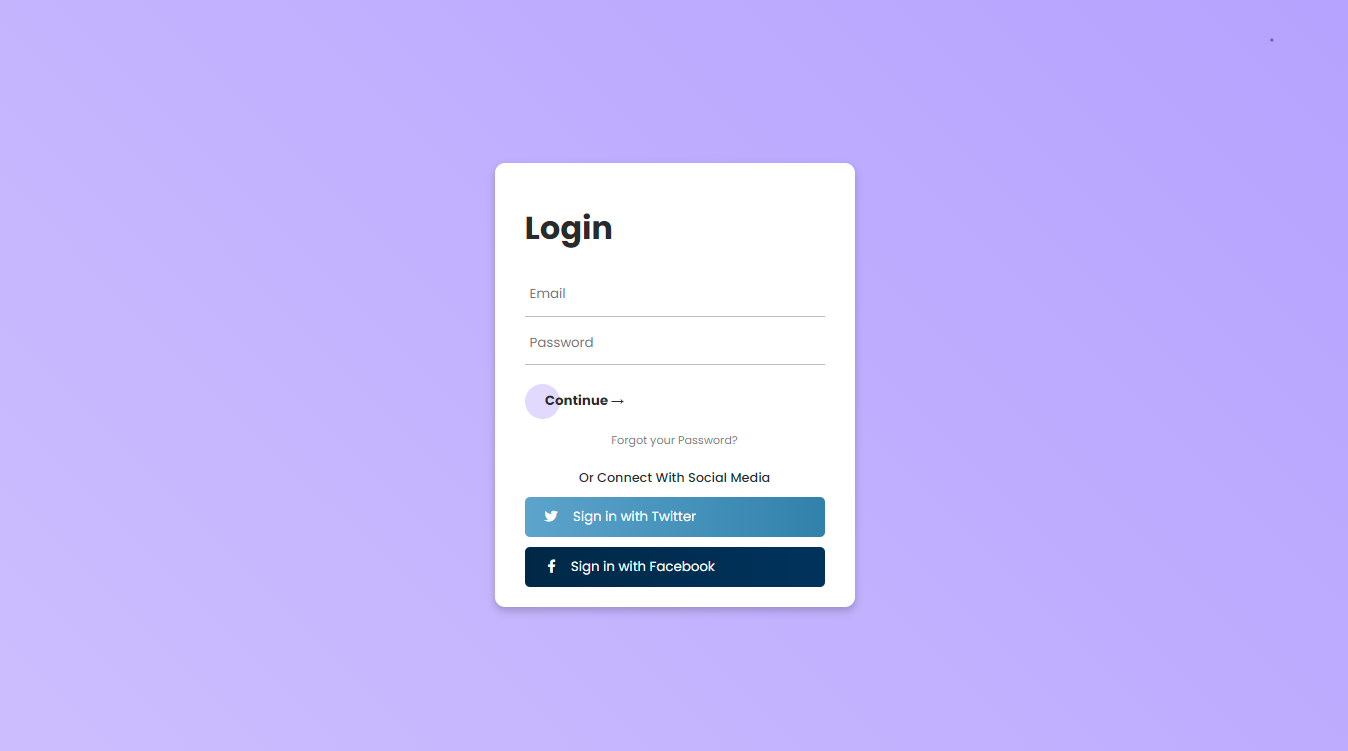 Login
Email
Password
Continue →
Forgot your Password?
Or Connect With Social Media
Sign in with Twitter
Sign in with Facebook